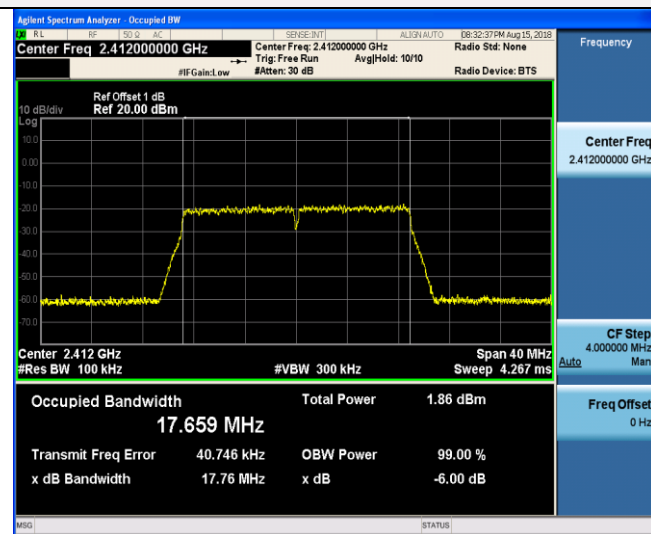 Agilent Spectrum Analyzer - Occupied BW
LXI RL RF 50 Ω AC SENSE:INT ALIGN AUTO 08:32:37 PM Aug 15, 2018
Center Freq 2.412000000 GHz Center Freq: 2.412000000 GHz Radio Std: None
Trig: Free Run Avg|Hold: 10/10
#IFGain:Low #Atten: 30 dB Radio Device: BTS
Frequency
Ref Offset 1 dB
10 dB/div Ref 20.00 dBm
Log
10.0
0.00
-10.0
-20.0
-30.0
-40.0
-50.0
-60.0
-70.0
Center Freq
2.412000000 GHz
Center 2.412 GHz Span 40 MHz
#Res BW 100 kHz #VBW 300 kHz Sweep 4.267 ms
CF Step
4.000000 MHz
Auto Man
Occupied Bandwidth Total Power 1.86 dBm
17.659 MHz
Transmit Freq Error 40.746 kHz OBW Power 99.00 %
x dB Bandwidth 17.76 MHz x dB -6.00 dB
Freq Offset
0 Hz
MSG STATUS